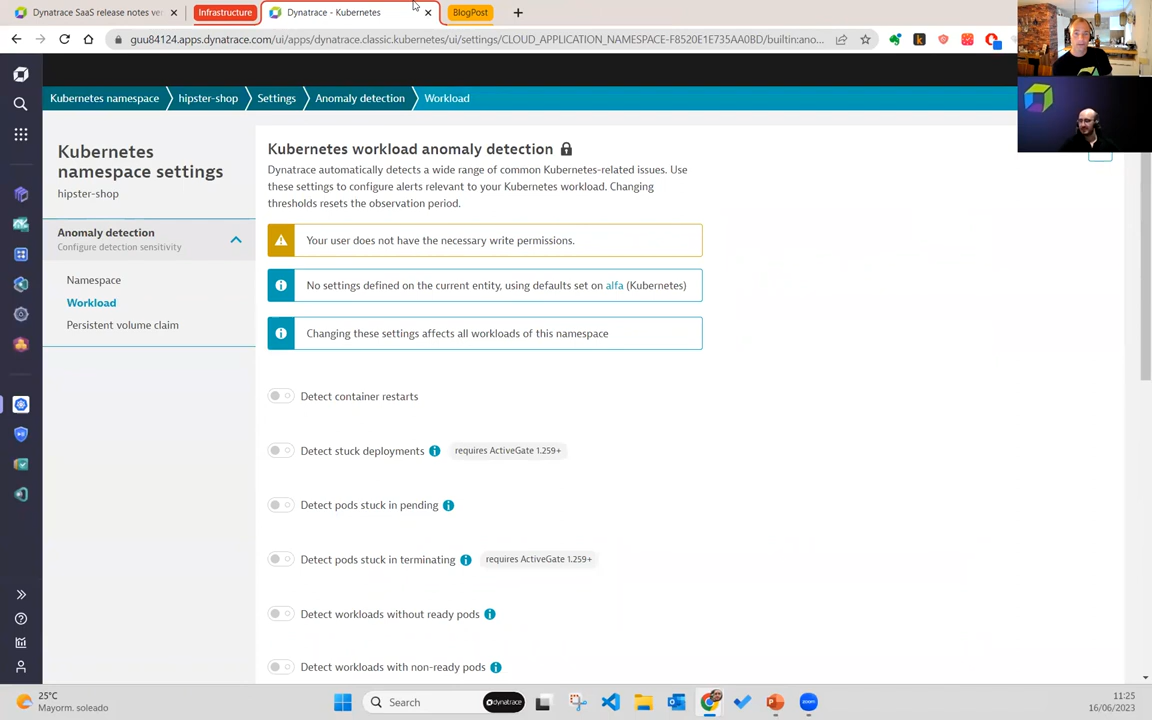 Dynatrace SaaS release notes ver
Infrastructure
Dynatrace - Kubernetes
BlogPost
guu84124.apps.dynatrace.com/ui/apps/dynatrace.classic.kubernetes/ui/settings/CLOUD_APPLICATION_NAMESPACE-F8520E1E735AA0BD/builtin:ano...
Kubernetes namespace
hipster-shop
Settings
Anomaly detection
Workload
Kubernetes
namespace settings
hipster-shop
Anomaly detection
Configure detection sensitivity
Namespace
Workload
Persistent volume claim
Kubernetes workload anomaly detection
Dynatrace automatically detects a wide range of common Kubernetes-related issues. Use
these settings to configure alerts relevant to your Kubernetes workload. Changing
thresholds resets the observation period.
Your user does not have the necessary write permissions.
No settings defined on the current entity, using defaults set on alfa (Kubernetes)
Changing these settings affects all workloads of this namespace
Detect container restarts
Detect stuck deployments
requires ActiveGate 1.259+
Detect pods stuck in pending
Detect pods stuck in terminating
requires ActiveGate 1.259+
Detect workloads without ready pods
Detect workloads with non-ready pods
25°C
Mayorm. soleado
Search
dynatrace
zoom
11:25
16/06/2023